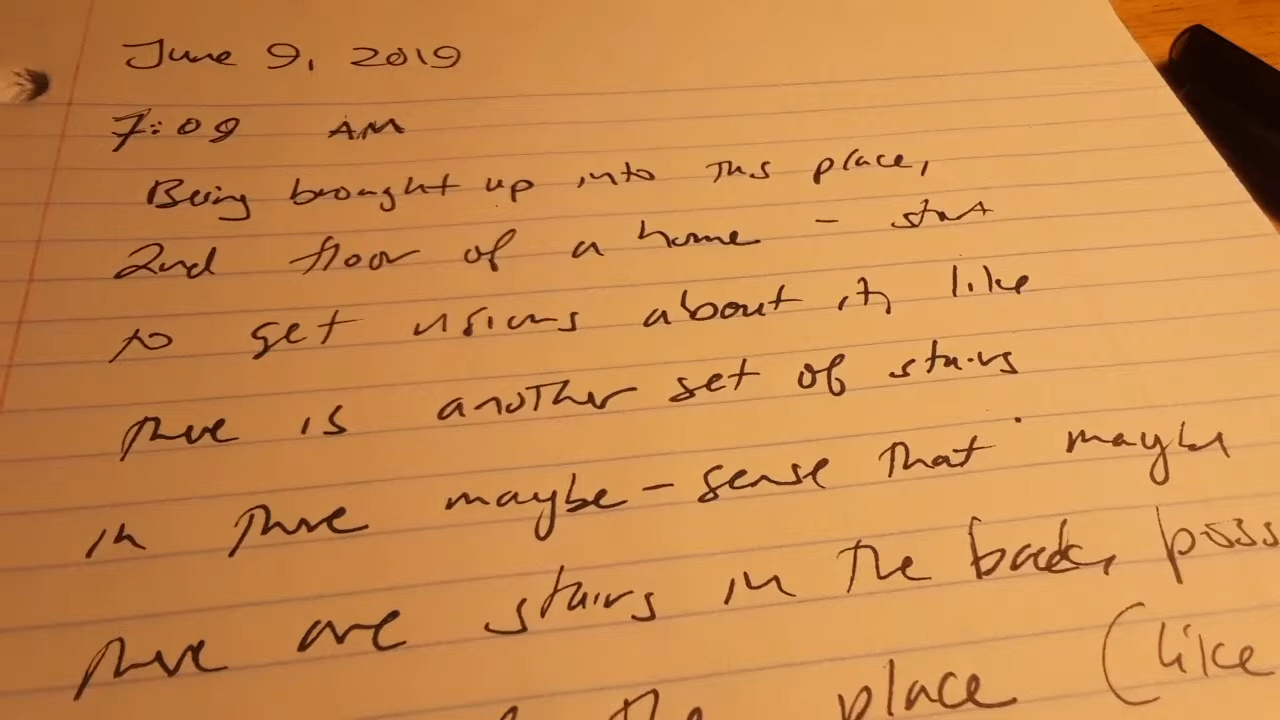 June 9, 2019
7:09 AM
Being brought up into this place,
2nd floor of a home - start
to get visions about it, like
there is another set of stairs
in there maybe - sense that maybe
there are stairs in the back, poss
the place (like